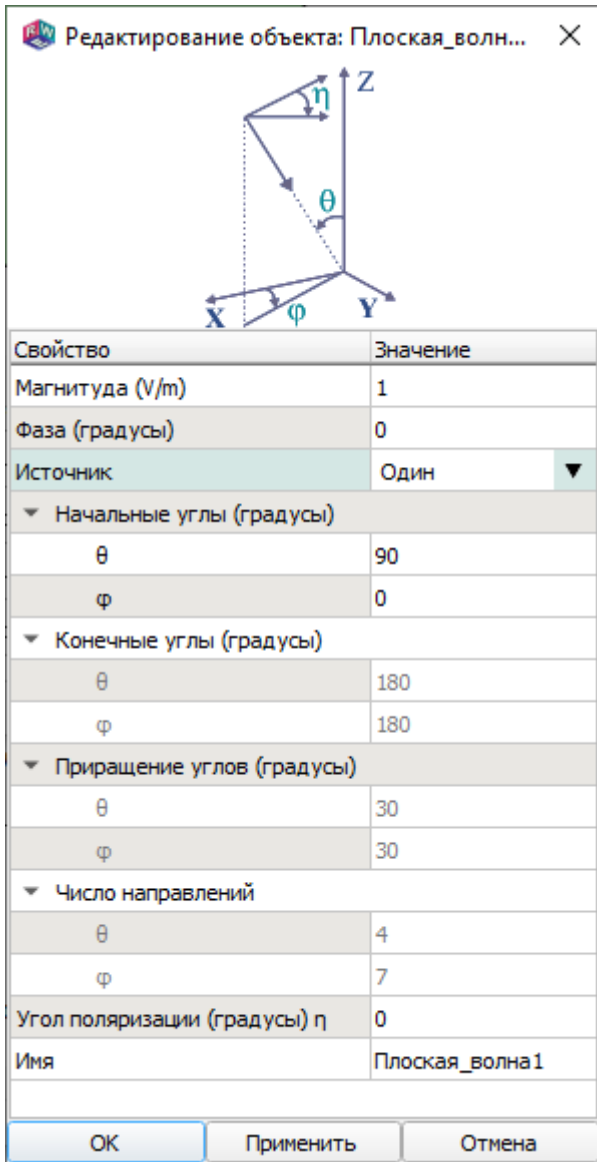 RW Редактирование объекта: Плоская_волн...
Z
η
θ
X
φ
Y
Свойство Значение
Магнитуда (V/m) 1
Фаза (градусы) 0
Источник Один
Начальные углы (градусы)
θ 90
φ 0
Конечные углы (градусы)
θ 180
φ 180
Приращение углов (градусы)
θ 30
φ 30
Число направлений
θ 4
φ 7
Угол поляризации (градусы) η 0
Имя Плоская_волна1
ОК Применить Отмена